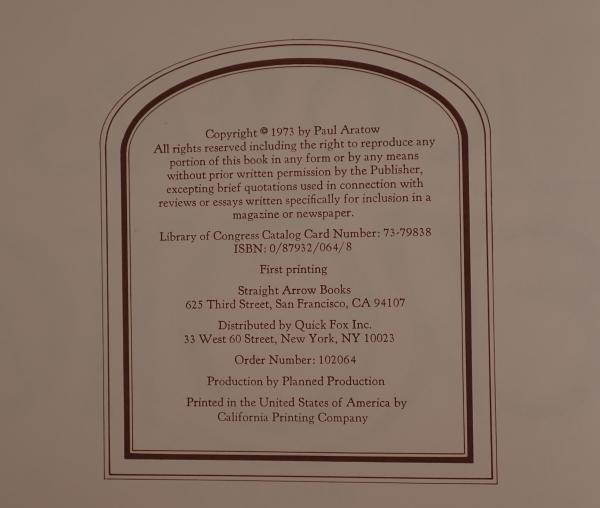 Copyright © 1973 by Paul Aratow
All rights reserved including the right to reproduce any
portion of this book in any form or by any means
without prior written permission by the Publisher,
excepting brief quotations used in connection with
reviews or essays written specifically for inclusion in a
magazine or newspaper.
Library of Congress Catalog Card Number: 73-79838
ISBN: 0/87932/064/8
First printing
Straight Arrow Books
625 Third Street, San Francisco, CA 94107
Distributed by Quick Fox Inc.
33 West 60 Street, New York, NY 10023
Order Number: 102064
Production by Planned Production
Printed in the United States of America by
California Printing Company